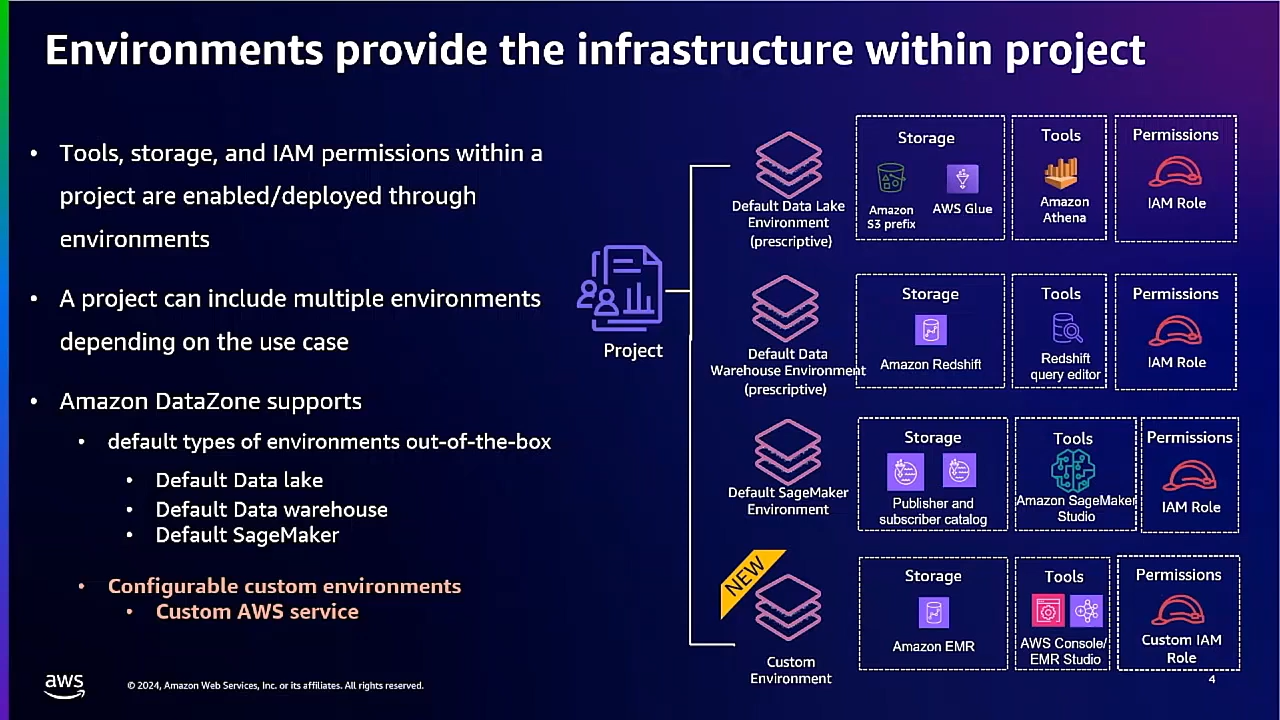 Environments provide the infrastructure within project
• Tools, storage, and IAM permissions within a
project are enabled/deployed through
environments
• A project can include multiple environments
depending on the use case
• Amazon DataZone supports
• default types of environments out-of-the-box
• Default Data lake
• Default Data warehouse
• Default SageMaker
• Configurable custom environments
• Custom AWS service
Project
Default Data Lake
Environment
(prescriptive)
Storage
Amazon
S3 prefix
AWS Glue
Tools
Amazon
Athena
Permissions
IAM Role
Default Data
Warehouse Environment
(prescriptive)
Storage
Amazon Redshift
Tools
Redshift
query editor
Permissions
IAM Role
Default SageMaker
Environment
Storage
Publisher and
subscriber catalog
Tools
Amazon SageMaker
Studio
Permissions
IAM Role
NEW
Custom
Environment
Storage
Amazon EMR
Tools
AWS Console/
EMR Studio
Permissions
Custom IAM
Role
aws
© 2024, Amazon Web Services, Inc. or its affiliates. All rights reserved.
4